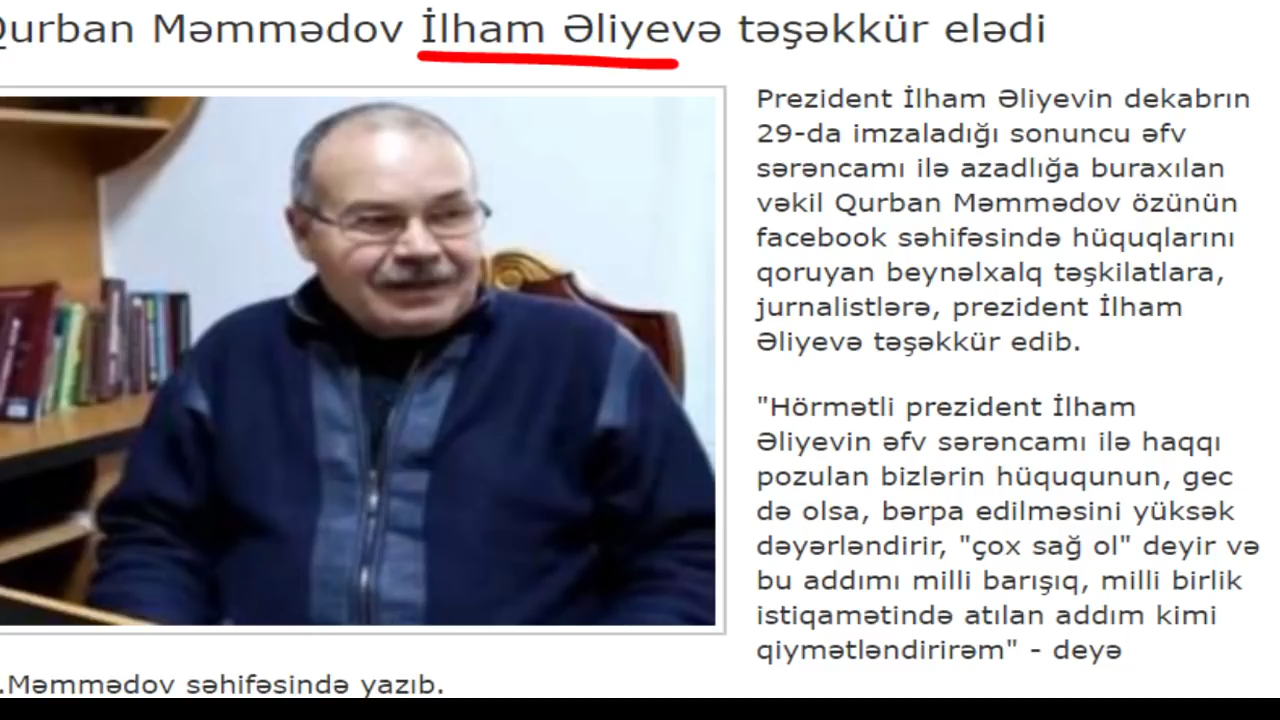 Qurban Məmmədov İlham Əliyevə təşəkkür elədi
Prezident İlham Əliyevin dekabrın
29-da imzaladığı sonuncu əfv
sərəncamı ilə azadlığa buraxılan
vəkil Qurban Məmmədov özünün
facebook səhifəsində hüquqlarını
qoruyan beynəlxalq təşkilatlara,
jurnalistlərə, prezident İlham
Əliyevə təşəkkür edib.
"Hörmətli prezident İlham
Əliyevin əfv sərəncamı ilə haqqı
pozulan bizlərin hüququnun, gec
də olsa, bərpa edilməsini yüksək
dəyərləndirir, "çox sağ ol" deyir və
bu addımı milli barışıq, milli birlik
istiqamətində atılan addım kimi
qiymətləndirirəm" - deyə
.Məmmədov səhifəsində yazıb.